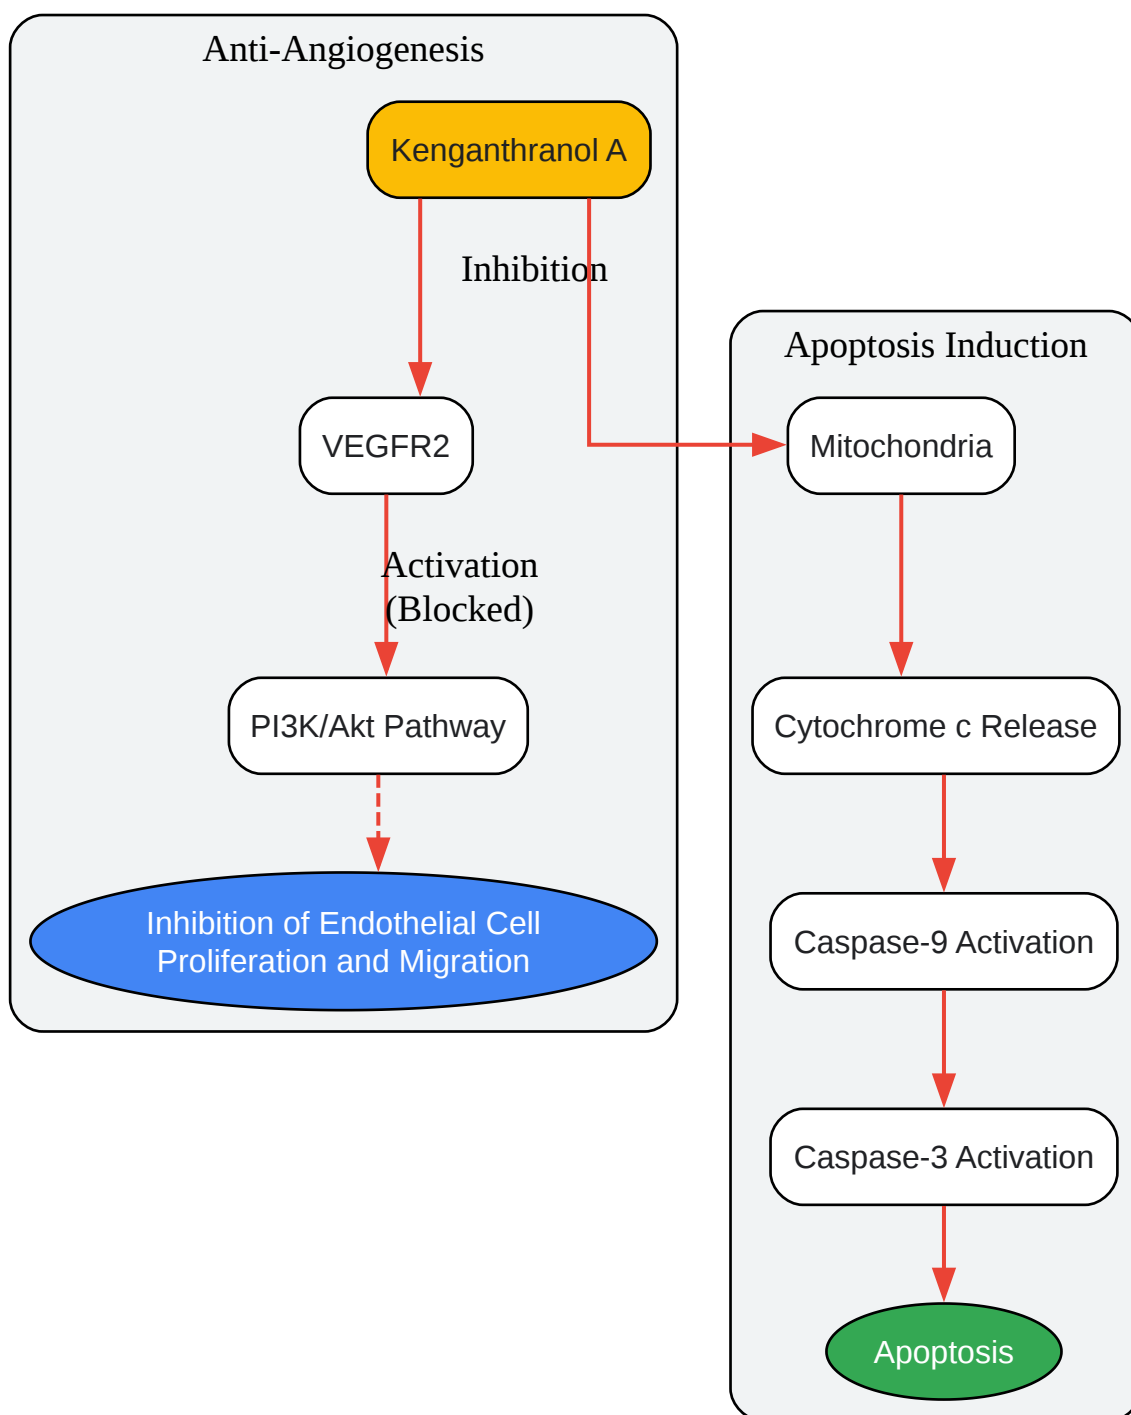 Anti-Angiogenesis
Kenganthranol A
Inhibition
VEGFR2
Activation
(Blocked)
PI3K/Akt Pathway
Inhibition of Endothelial Cell
Proliferation and Migration
Apoptosis Induction
Mitochondria
Cytochrome c Release
Caspase-9 Activation
Caspase-3 Activation
Apoptosis